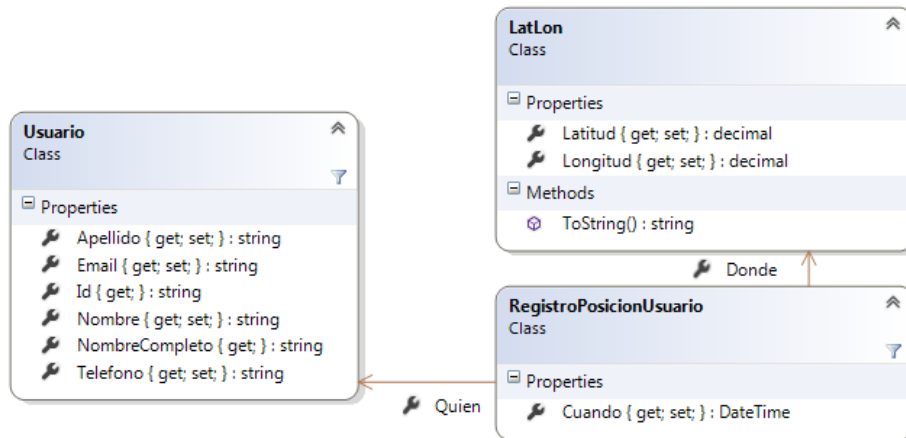 LatLon
Class
Properties
Latitud { get; set; } : decimal
Longitud { get; set; } : decimal
Methods
ToString() : string
Usuario
Class
Properties
Apellido { get; set; } : string
Email { get; set; } : string
Id { get; } : string
Nombre { get; set; } : string
NombreCompleto { get; } : string
Telefono { get; set; } : string
Donde
RegistroPosicionUsuario
Class
Properties
Cuando { get; set; } : DateTime
Quien